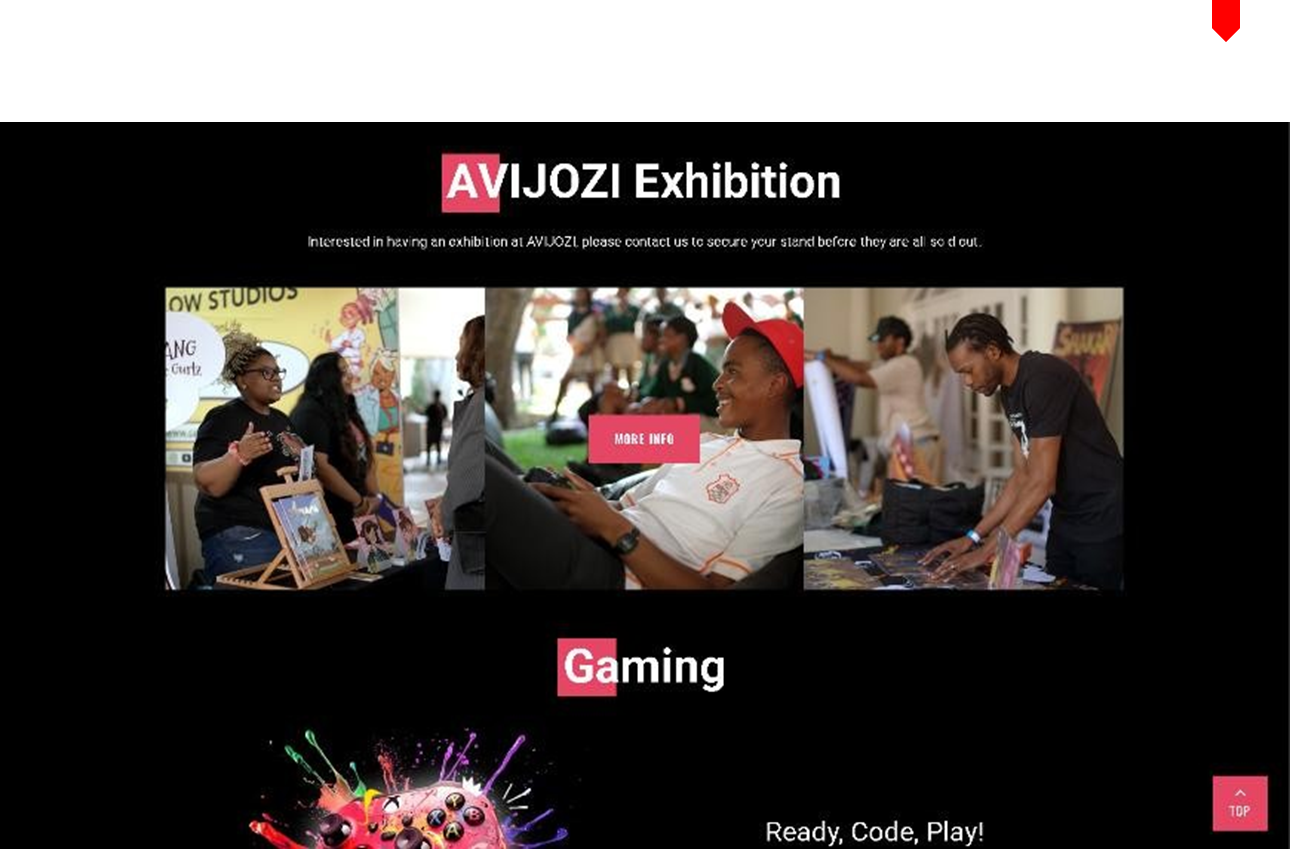 AVIJOZI Exhibition
Interested in having an exhibition at AVIJOZI, please contact us to secure your stand before they are all sold out.
OW STUDIOS
ANG
Gurlz
MORE INFO
Gaming
X
Y
X
B
A
TOP
Ready, Code, Play!